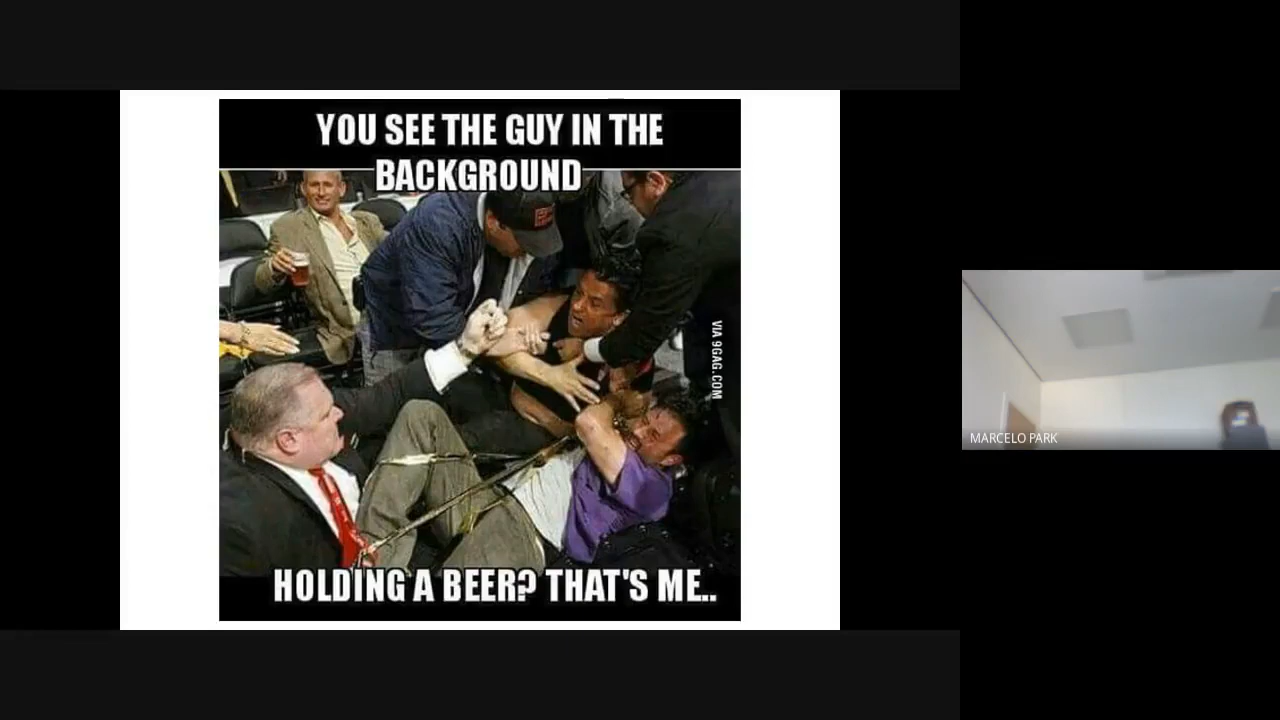 YOU SEE THE GUY IN THE
BACKGROUND
VIA 9GAG.COM
HOLDING A BEER? THAT'S ME..
MARCELO PARK